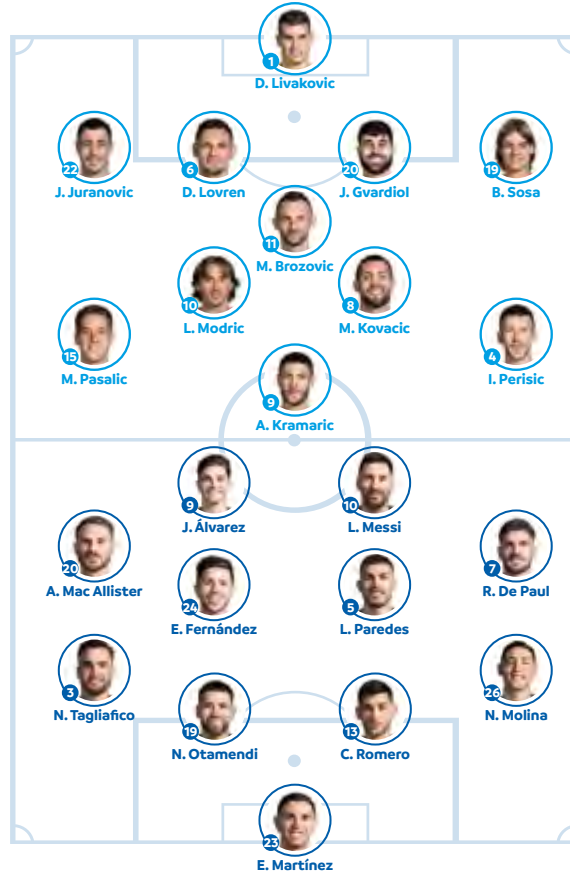 1
D. Livakovic
22
J. Juranovic
6
D. Lovren
20
J. Gvardiol
19
B. Sosa
11
M. Brozovic
10
L. Modric
8
M. Kovacic
15
M. Pasalic
4
I. Perisic
9
A. Kramaric
9
J. Álvarez
10
L. Messi
20
A. Mac Allister
7
R. De Paul
24
E. Fernández
5
L. Paredes
3
N. Tagliafico
26
N. Molina
19
N. Otamendi
13
C. Romero
23
E. Martínez